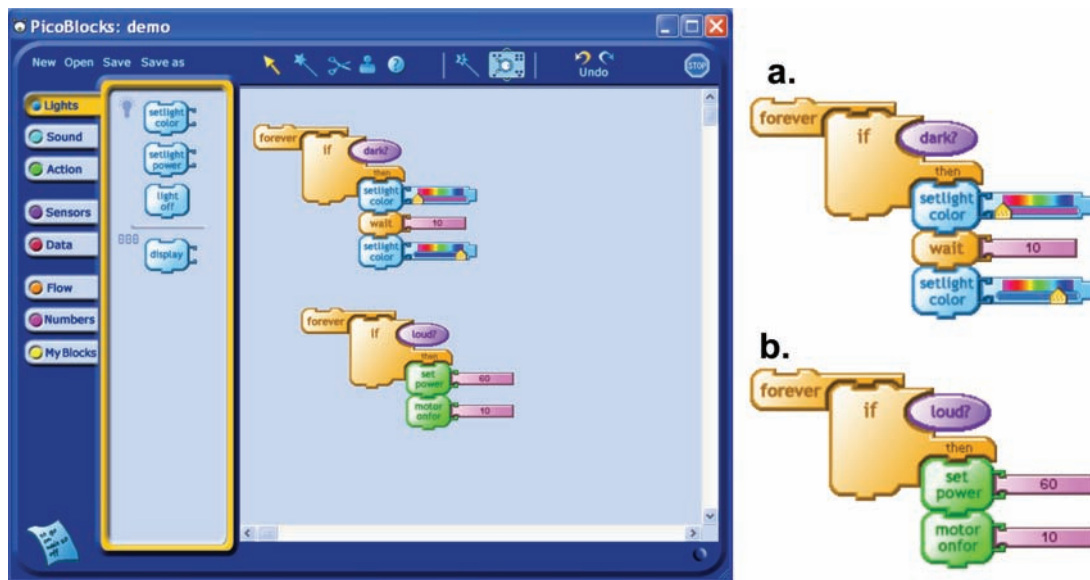 PicoBlocks: demo
New Open Save Save as
Undo
STOP
Lights
Sound
Action
Sensors
Data
Flow
Numbers
My Blocks
setlight
color
setlight
power
light
off
display
forever
if
dark?
then
setlight
color
wait 10
setlight
color
forever
if
loud?
then
set
power 60
motor
onfor 10
a.
forever
if
dark?
then
setlight
color
wait 10
setlight
color
b.
forever
if
loud?
then
set
power 60
motor
onfor 10